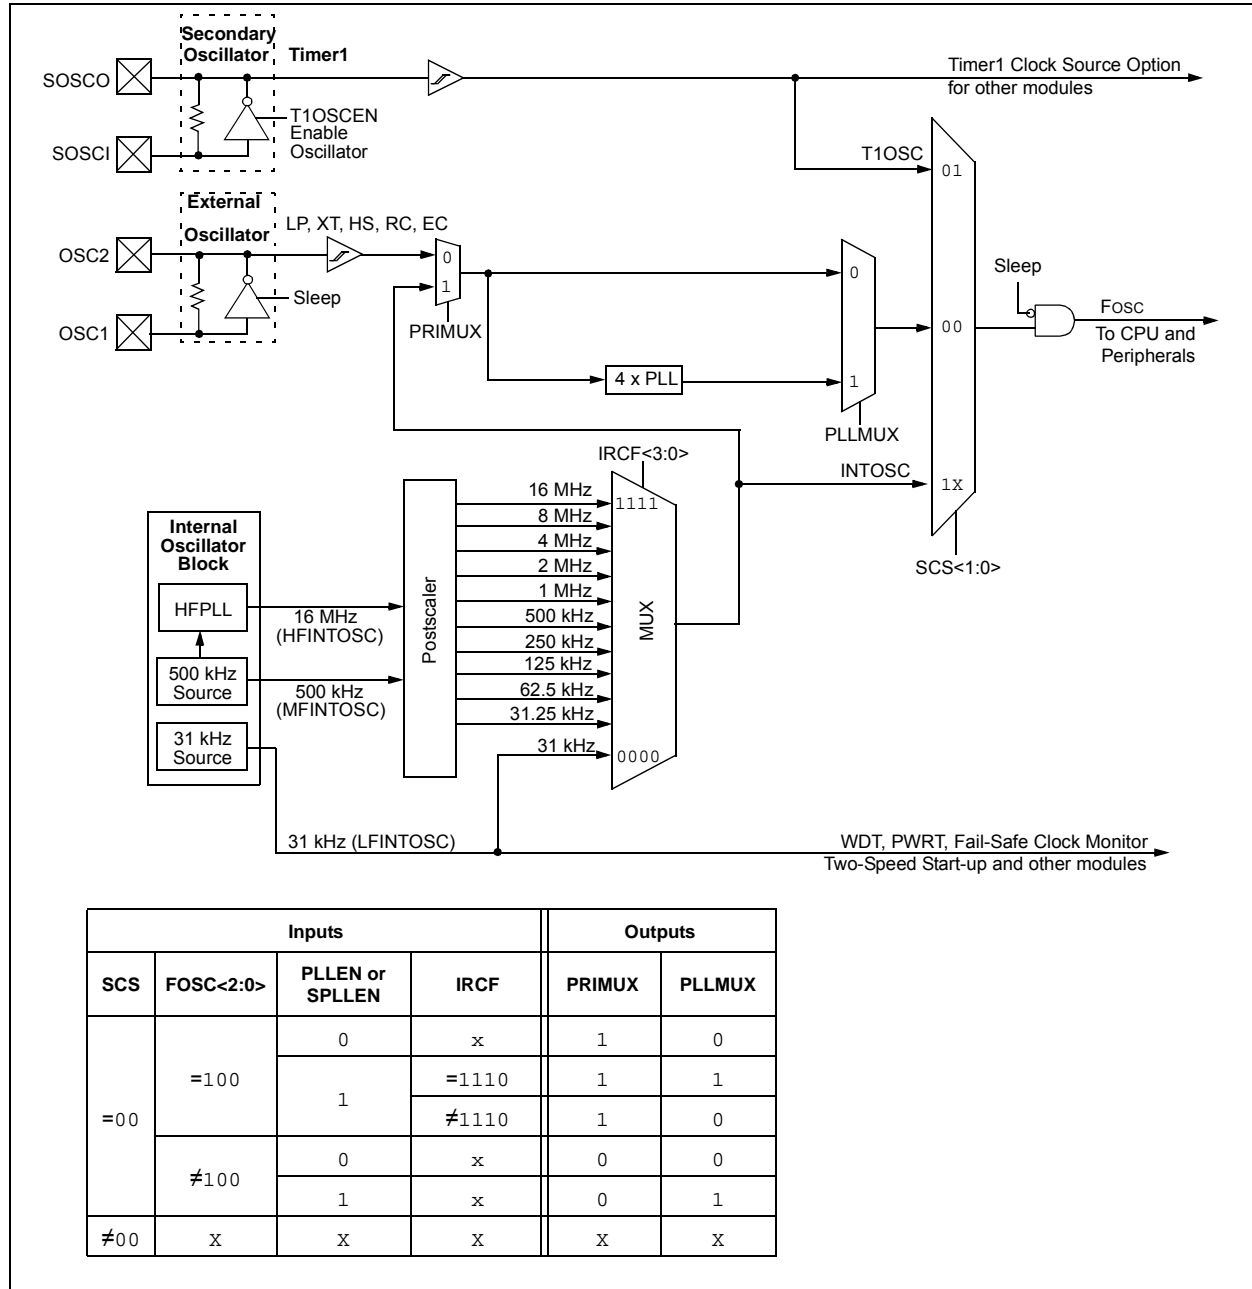 Secondary
Oscillator
Timer1
SOSCO
Timer1 Clock Source Option
for other modules
T1OSCEN
Enable
Oscillator
SOSCI
T1OSC
01
External
Oscillator
LP, XT, HS, RC, EC
OSC2
0
1
PRIMUX
Sleep
OSC1
0
Sleep
00
FOSC
To CPU and
Peripherals
4 x PLL
1
PLLMUX
IRCF<3:0>
INTOSC
1X
SCS<1:0>
Internal
Oscillator
Block
HFPLL
16 MHz
(HFINTOSC)
500 kHz
Source
500 kHz
(MFINTOSC)
31 kHz
Source
Postscaler
16 MHz
1111
8 MHz
4 MHz
2 MHz
1 MHz
500 kHz
250 kHz
125 kHz
62.5 kHz
31.25 kHz
31 kHz
0000
MUX
31 kHz (LFINTOSC)
WDT, PWRT, Fail-Safe Clock Monitor
Two-Speed Start-up and other modules
Inputs Outputs
SCS FOSC<2:0> PLLEN or SPLLEN IRCF PRIMUX PLLMUX
=00 =100 0 x 1 0
1 =1110 1 1
≠1110 1 0
≠100 0 x 0 0
1 x 0 1
≠00 X X X X X